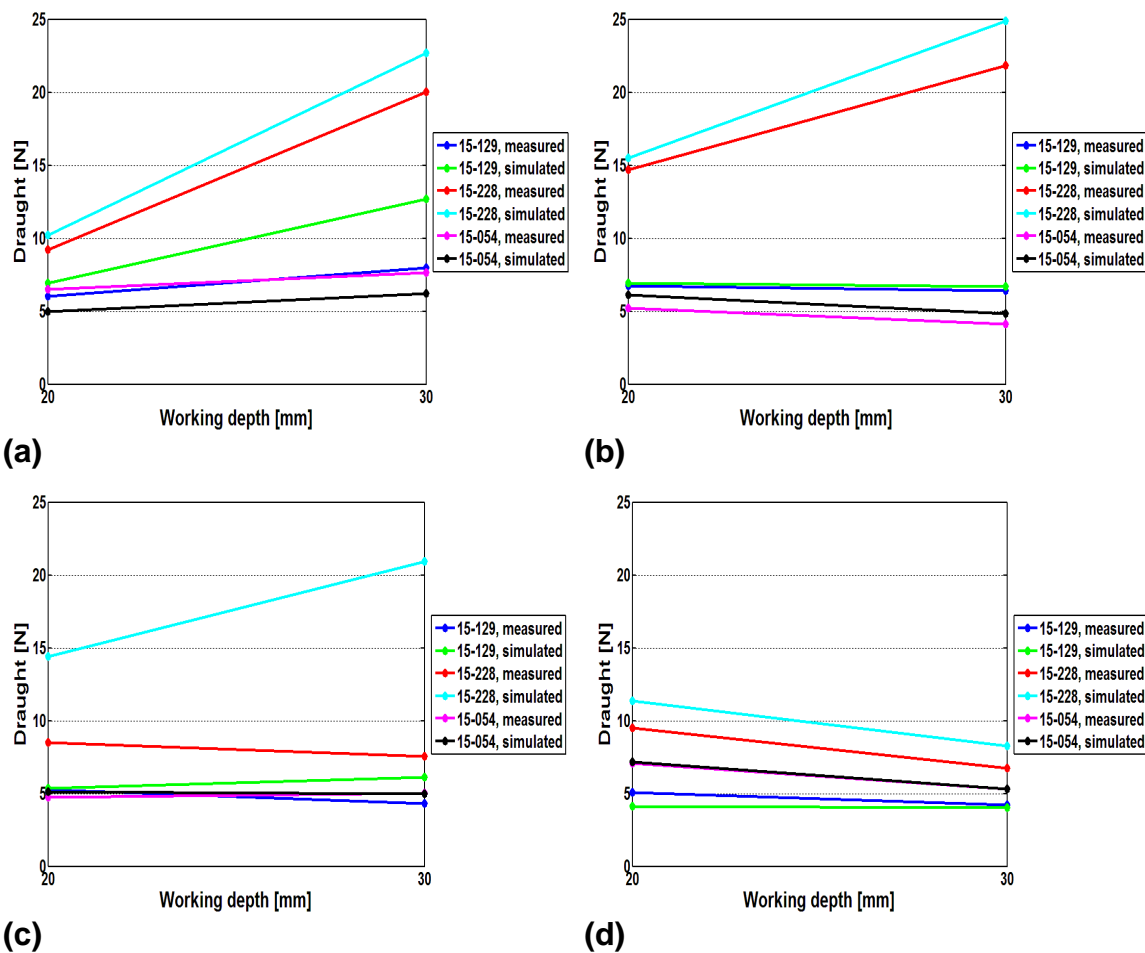 25
20
15
10
5
0
Draught [N]
20
30
Working depth [mm]
15-129, measured
15-129, simulated
15-228, measured
15-228, simulated
15-054, measured
15-054, simulated
(a)
25
20
15
10
5
0
Draught [N]
20
30
Working depth [mm]
15-129, measured
15-129, simulated
15-228, measured
15-228, simulated
15-054, measured
15-054, simulated
(b)
25
20
15
10
5
0
Draught [N]
20
30
Working depth [mm]
15-129, measured
15-129, simulated
15-228, measured
15-228, simulated
15-054, measured
15-054, simulated
(c)
25
20
15
10
5
0
Draught [N]
20
30
Working depth [mm]
15-129, measured
15-129, simulated
15-228, measured
15-228, simulated
15-054, measured
15-054, simulated
(d)